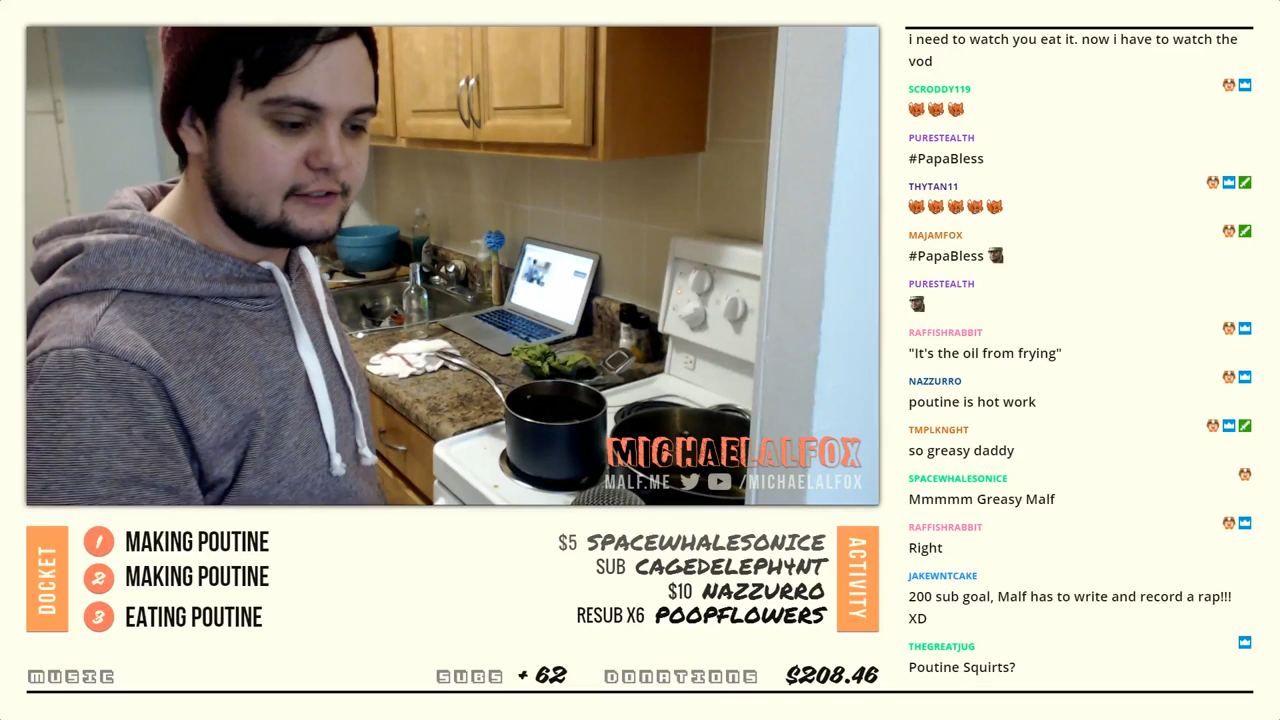 MICHAELALFOX
MALF.ME /MICHAELALFOX
DOCKET
1 MAKING POUTINE
2 MAKING POUTINE
3 EATING POUTINE
$5 SPACEWHALESONICE
SUB CAGEDELEPH4NT
$10 NAZZURRO
RESUB X6 POOPFLOWERS
ACTIVITY
MUSIC
SUBS + 62
DONATIONS $208.46
i need to watch you eat it. now i have to watch the
vod
SCRODDY119
PURESTEALTH
#PapaBless
THYTAN11
MAJAMFOX
#PapaBless
PURESTEALTH
RAFFISHRABBIT
"It's the oil from frying"
NAZZURRO
poutine is hot work
TMPLKNGHT
so greasy daddy
SPACEWHALESONICE
Mmmmm Greasy Malf
RAFFISHRABBIT
Right
JAKEWNTCAKE
200 sub goal, Malf has to write and record a rap!!!
XD
THEGREATJUG
Poutine Squirts?